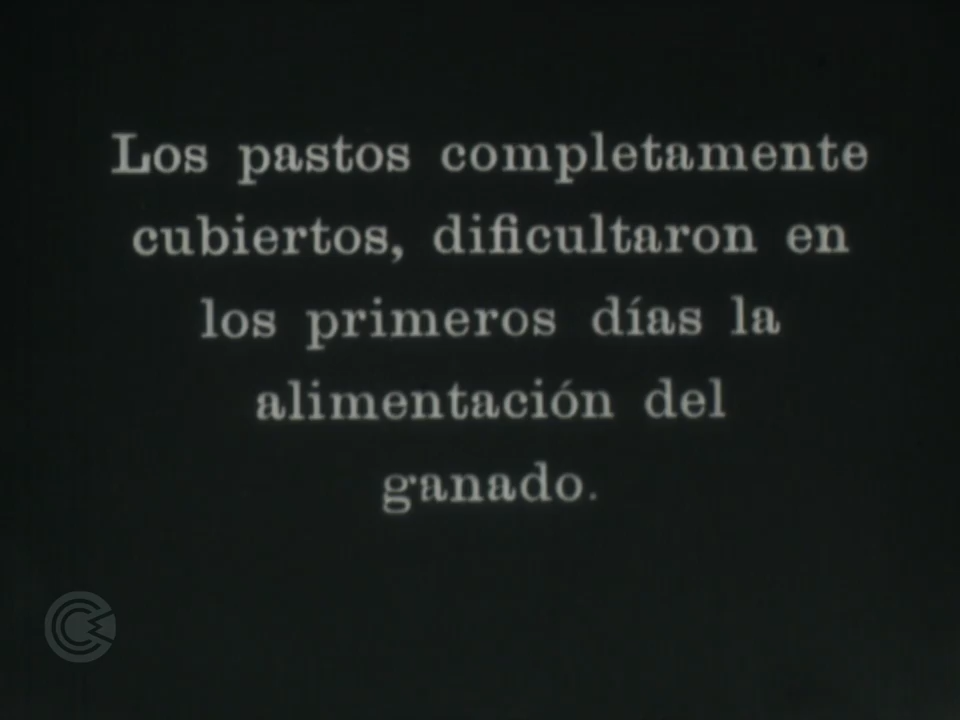 Los pastos completamente
cubiertos, dificultaron en
los primeros días la
alimentación del
ganado.